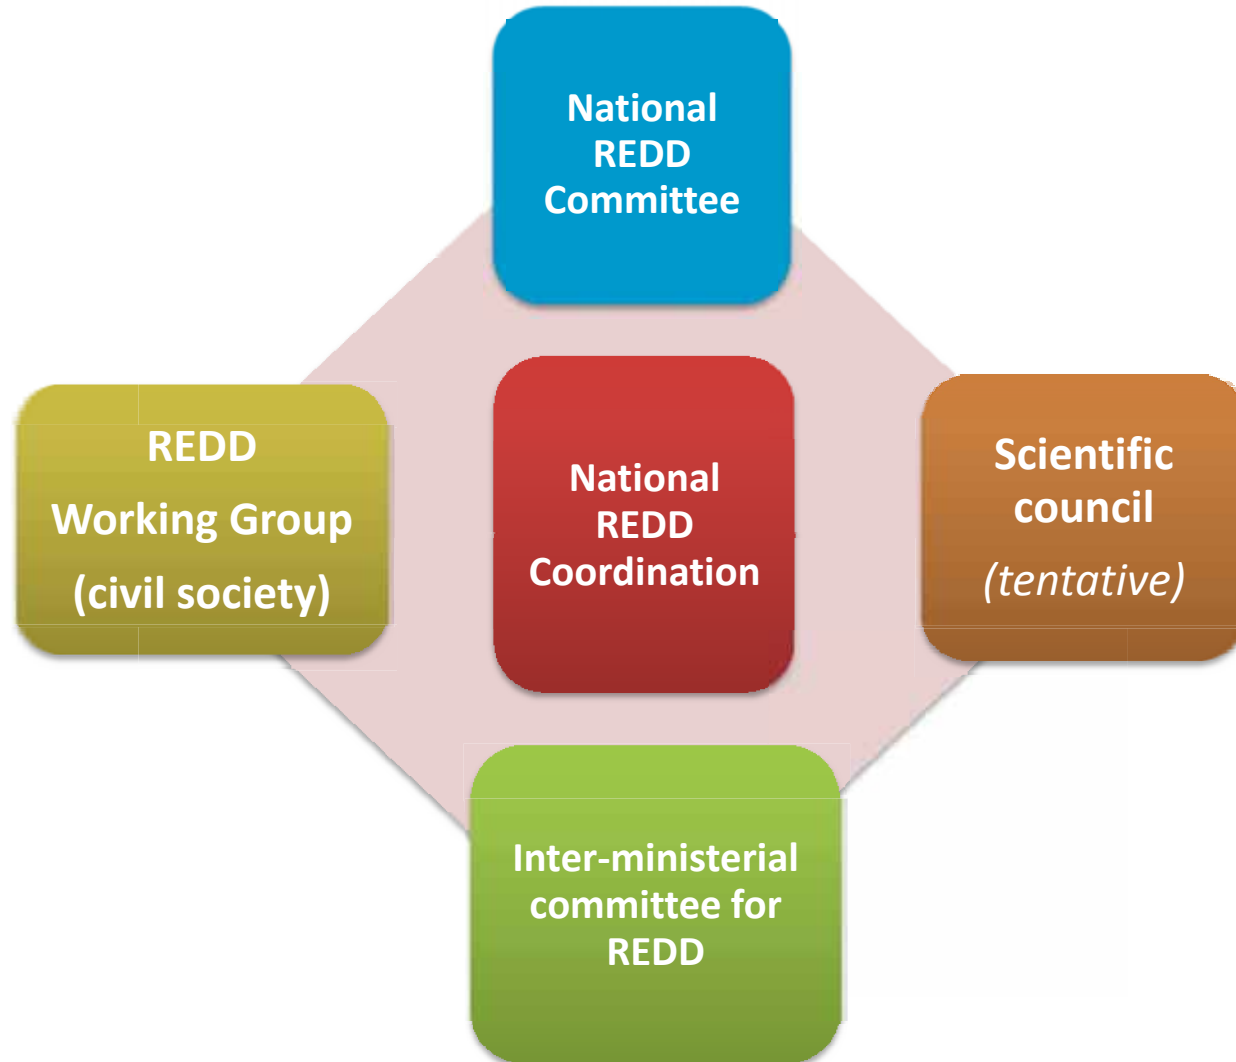 National
REDD
Committee
REDD
Working Group
(civil society)
National
REDD
Coordination
Scientific
council
(tentative)
Inter-ministerial
committee for
REDD